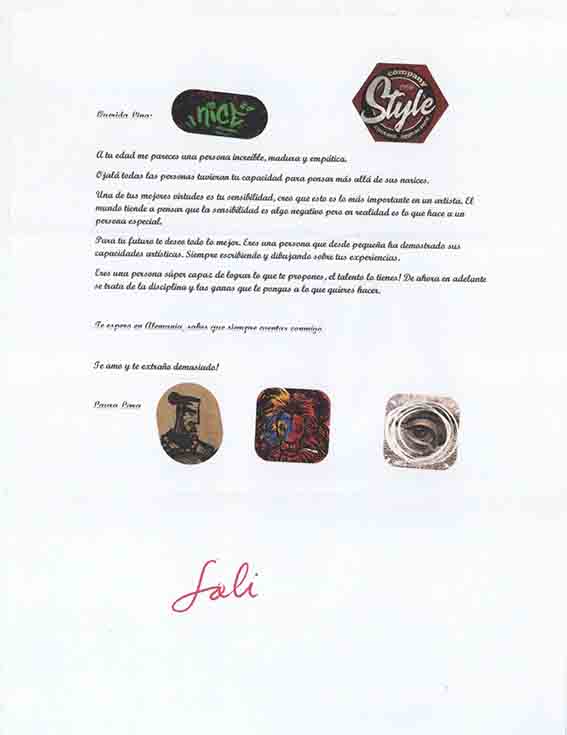 NICE
company
Style
Querida
A tu edad me pareces una persona increíble, madura y empática.
Ojalá todas las personas tuvieran tu capacidad para pensar más allá de sus narices.
Una de tus mejores virtudes es tu sensibilidad, creo que esto es lo más importante en un artista. El
mundo tiende a pensar que la sensibilidad es algo negativo pero en realidad es lo que hace a un
persona especial.
Para tu futuro te deseo todo lo mejor. Eres una persona que desde pequeña ha demostrado sus
capacidades artísticas. Siempre escribiendo y dibujando sobre tus experiencias.
Eres una persona súper capaz de lograr lo que te propones, el talento lo tienes! De ahora en adelante
se trata de la disciplina y las ganas que le pongas a lo que quieres hacer.
Te espero en Alemania, sabes que siempre cuentas conmigo
Te amo y te extraño demasiado!